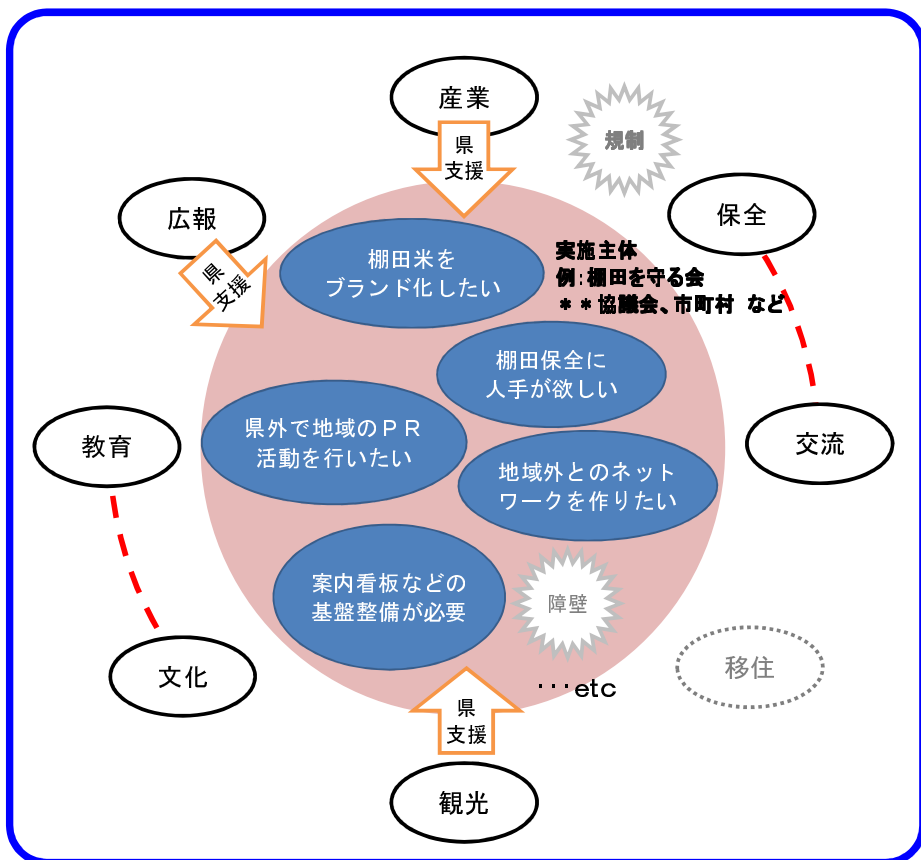 産業
県
支援
規制
広報
県
支援
保全
棚田米を
ブランド化したい
実施主体
例:棚田を守る会
＊＊協議会、市町村 など
棚田保全に
人手が欲しい
県外で地域のＰＲ
活動を行いたい
教育
交流
地域外とのネット
ワークを作りたい
案内看板などの
基盤整備が必要
障壁
移住
文化
･･･etc
県
支援
観光